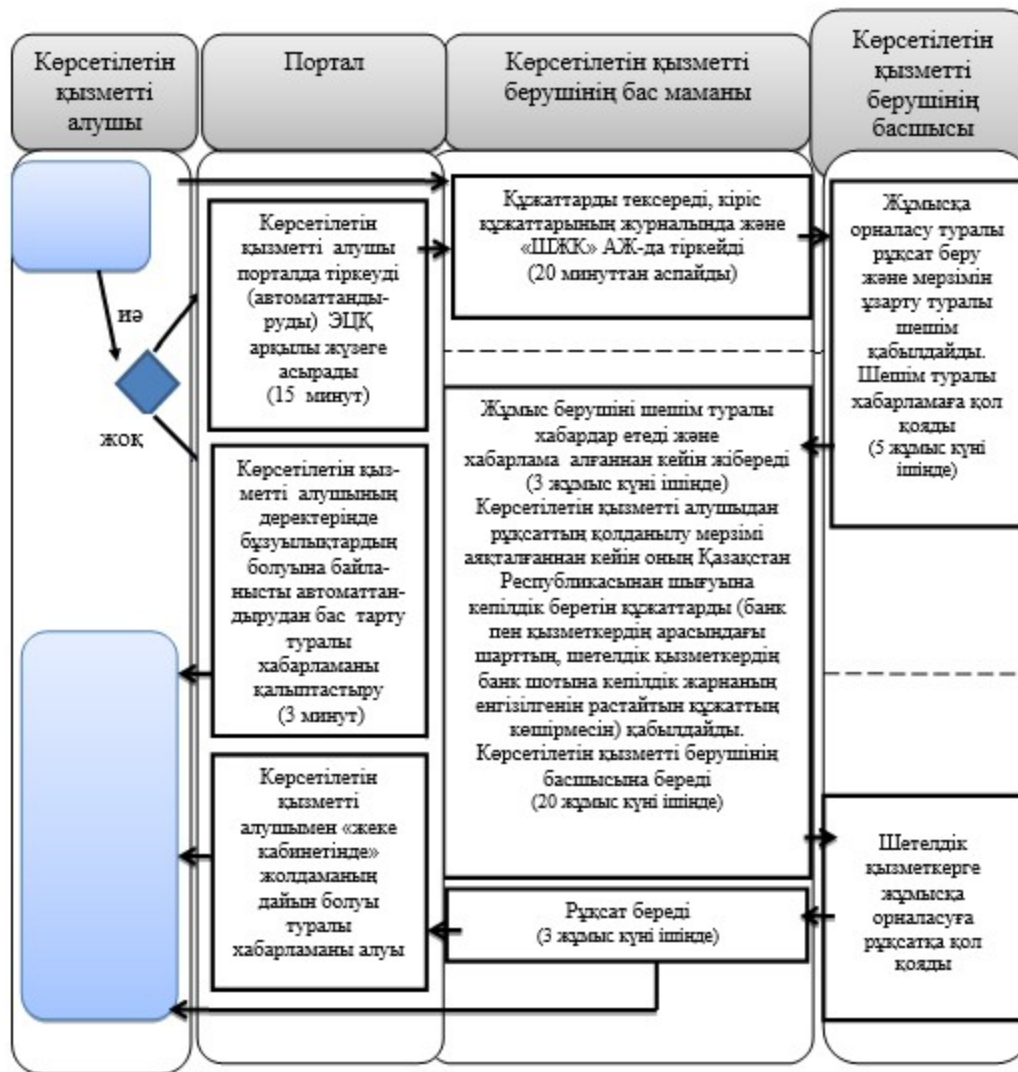 Көрсетілетін
қызметті
алушы
Портал
Көрсетілетін қызметті
берушінің бас маманы
Көрсетілетін
қызметті
берушінің
басшысы
иә
жоқ
Көрсетілетін
қызметті алушы
порталда тіркеуді
(автоматтанды-
руды) ЭЦҚ
арқылы жүзеге
асырады
(15 минут)
Көрсетілетін қыз-
метті алушының
деректерінде
бұзуылықтардың
болуына байла-
нысты автоматтан-
дырудан бас тарту
туралы
хабарламаны
қалыптастыру
(3 минут)
Көрсетілетін
қызметті
алушымен «жеке
кабинетінде»
жолдаманың
дайын болуы
туралы
хабарламаны алуы
Құжаттарды тексереді, кіріс
құжаттарының журналында және
«ШЖК» АЖ-да тіркейді
(20 минуттан аспайды)
Жұмыс берушіні шешім туралы
хабардар етеді және
хабарлама алғаннан кейін жібереді
(3 жұмыс күні ішінде)
Көрсетілетін қызметті алушыдан
рұқсаттың қолданылу мерзімі
аяқталғаннан кейін оның Қазақстан
Республикасынан шығуына
кепілдік беретін құжаттарды (банк
пен қызметкердің арасындағы
шарттың, шетелдік қызметкердің
банк шотына кепілдік жарнаның
енгізілгенін растайтын құжаттың
көшірмесін) қабылдайды.
Көрсетілетін қызметті берушінің
басшысына береді
(20 жұмыс күні ішінде)
Рұқсат береді
(3 жұмыс күні ішінде)
Жұмысқа
орналасу туралы
рұқсат беру
және мерзімін
ұзарту туралы
шешім
қабылдайды.
Шешім туралы
хабарламаға қол
қояды
(5 жұмыс күні
ішінде)
Шетелдік
қызметкерге
жұмысқа
орналасуға
рұқсатқа қол
қояды